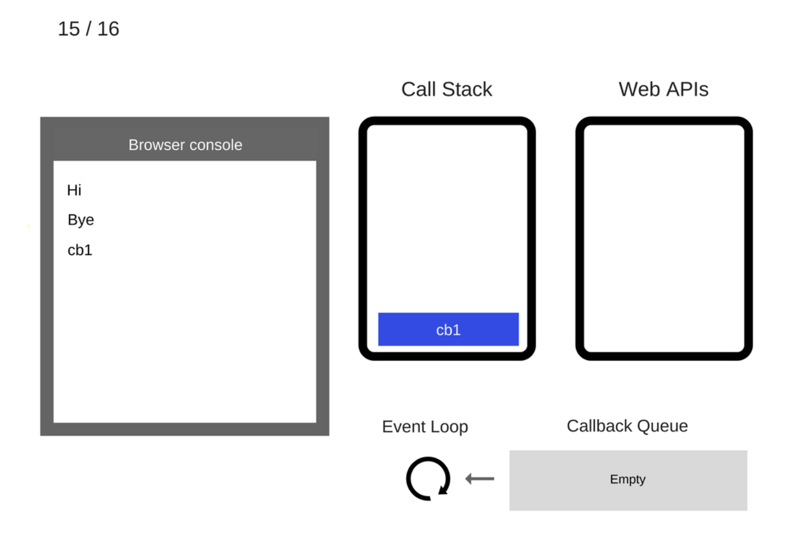 15 / 16
Call Stack
Web APIs
Browser console
Hi
Bye
cb1
cb1
Event Loop
Callback Queue
Empty